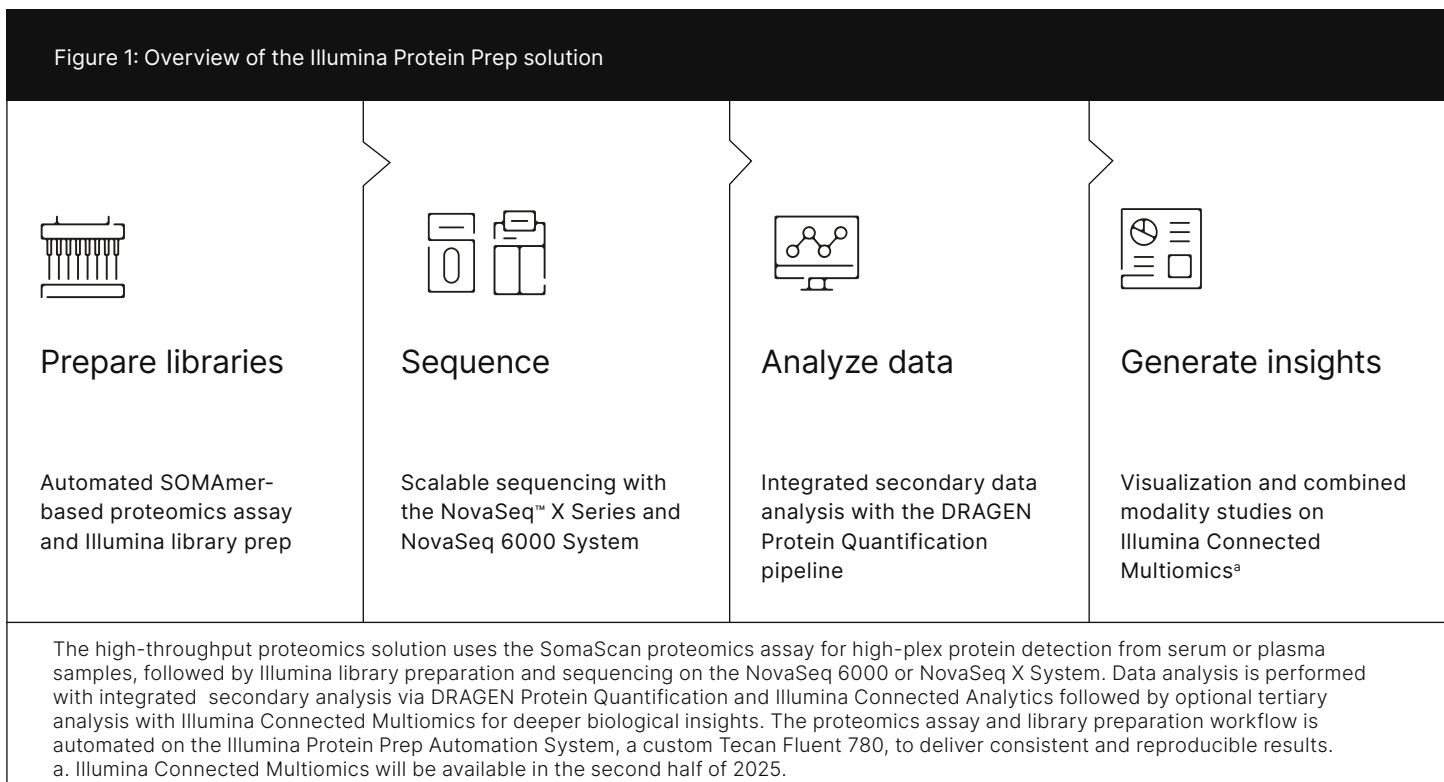 Figure 1: Overview of the Illumina Protein Prep solution
Prepare libraries
Automated SOMAmer-
based proteomics assay
and Illumina library prep
Sequence
Scalable sequencing with
the NovaSeq™ X Series and
NovaSeq 6000 System
Analyze data
Integrated secondary data
analysis with the DRAGEN
Protein Quantification
pipeline
Generate insights
Visualization and combined
modality studies on
Illumina Connected
Multiomicsᵃ
The high-throughput proteomics solution uses the SomaScan proteomics assay for high-plex protein detection from serum or plasma
samples, followed by Illumina library preparation and sequencing on the NovaSeq 6000 or NovaSeq X System. Data analysis is performed
with integrated secondary analysis via DRAGEN Protein Quantification and Illumina Connected Analytics followed by optional tertiary
analysis with Illumina Connected Multiomics for deeper biological insights. The proteomics assay and library preparation workflow is
automated on the Illumina Protein Prep Automation System, a custom Tecan Fluent 780, to deliver consistent and reproducible results.
a. Illumina Connected Multiomics will be available in the second half of 2025.